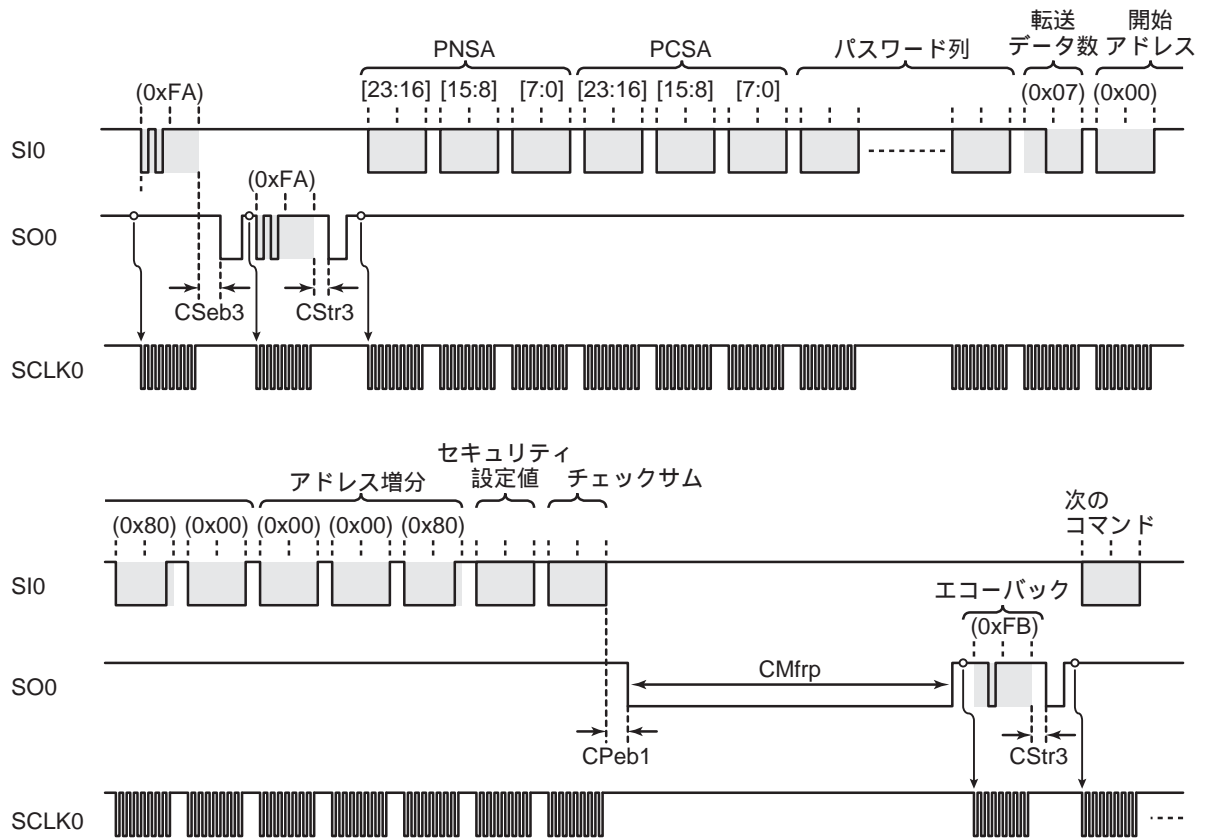 転送 開始
PNSA PCSA パスワード列 データ数 アドレス
[23:16] [15:8] [7:0] [23:16] [15:8] [7:0] (0x07) (0x00)
(0xFA)
SI0
(0xFA)
SO0
CSeb3 CStr3
SCLK0
セキュリティ
アドレス増分 設定値 チェックサム
次の
コマンド
(0x80) (0x00) (0x00) (0x00) (0x80)
SI0
エコーバック
(0xFB)
SO0
CMfrp
CPeb1 CStr3
SCLK0